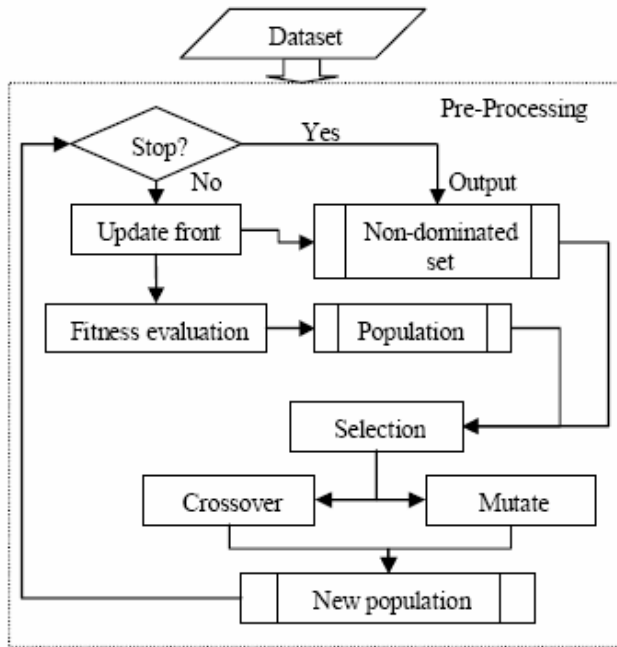 Dataset
Pre-Processing
Stop?
Yes
No
Output
Update front
Non-dominated
set
Fitness evaluation
Population
Selection
Crossover
Mutate
New population